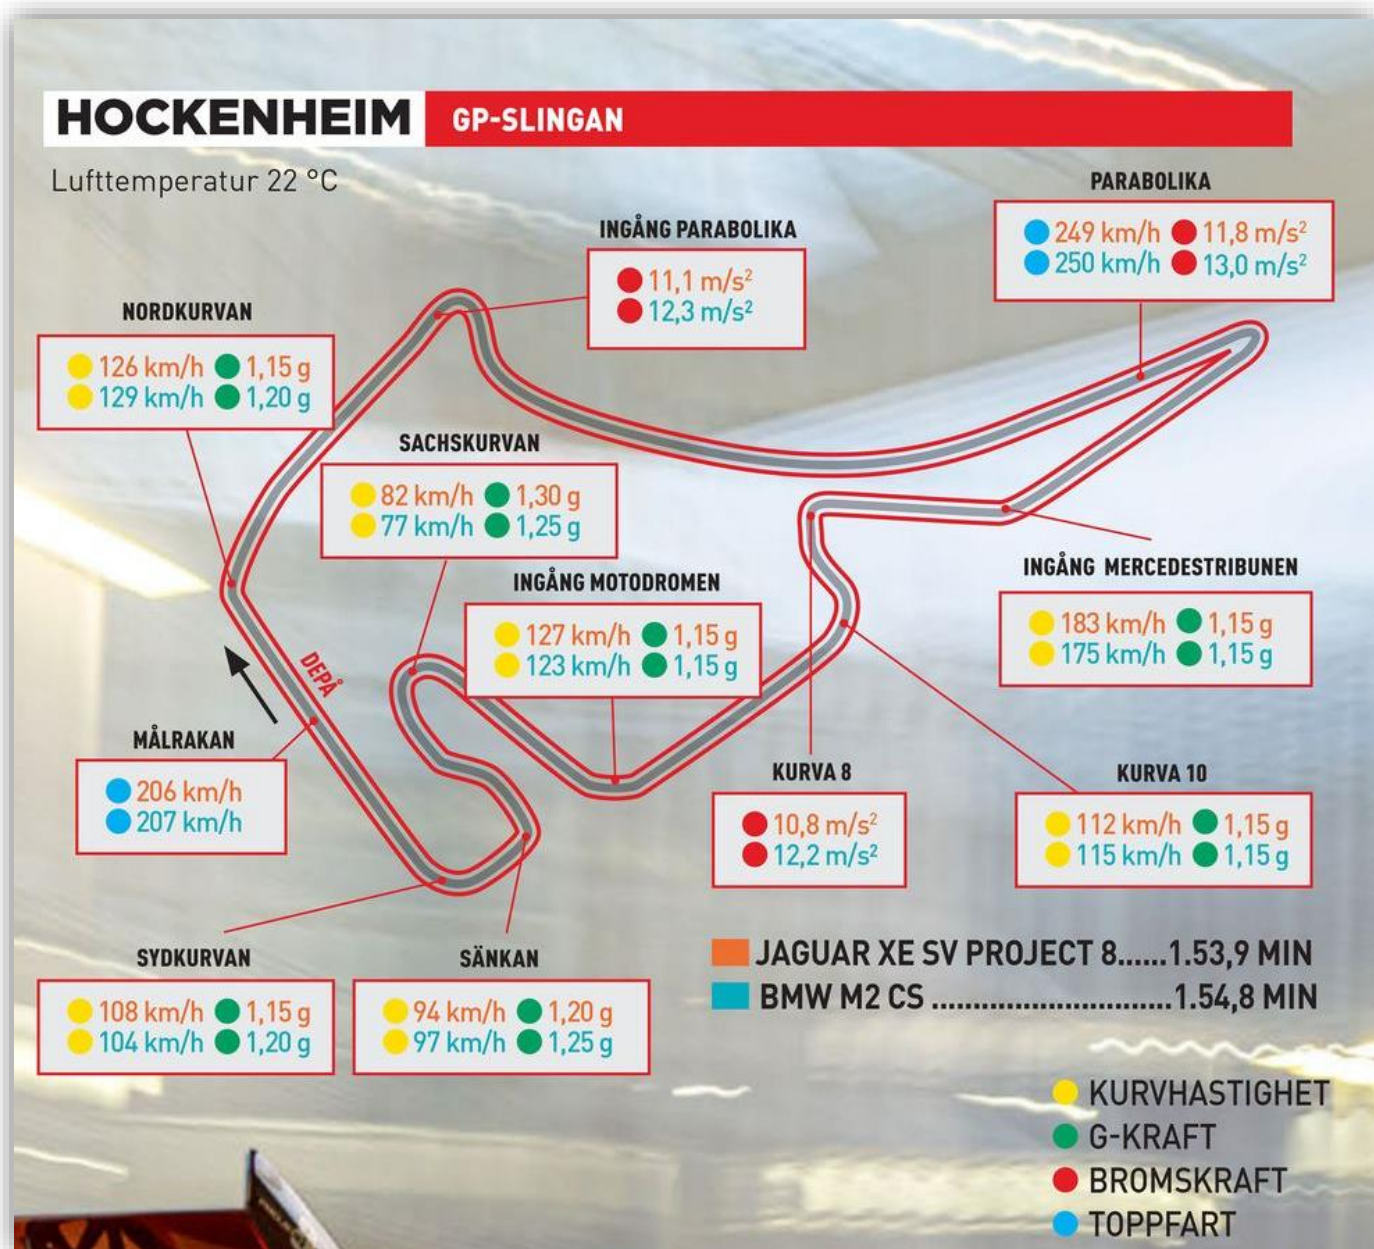 HOCKENHEIM GP-SLINGAN
Lufttemperatur 22 °C
PARABOLIKA
249 km/h 11,8 m/s²
250 km/h 13,0 m/s²
INGÅNG PARABOLIKA
11,1 m/s²
12,3 m/s²
NORDKURVAN
126 km/h 1,15 g
129 km/h 1,20 g
SACHSKURVAN
82 km/h 1,30 g
77 km/h 1,25 g
INGÅNG MOTODROMEN
127 km/h 1,15 g
123 km/h 1,15 g
INGÅNG MERCEDESTRIBUNEN
183 km/h 1,15 g
175 km/h 1,15 g
DEPÅ
MÅLRAKAN
206 km/h
207 km/h
KURVA 8
10,8 m/s²
12,2 m/s²
KURVA 10
112 km/h 1,15 g
115 km/h 1,15 g
SYDKURVAN
108 km/h 1,15 g
104 km/h 1,20 g
SÄNKAN
94 km/h 1,20 g
97 km/h 1,25 g
JAGUAR XE SV PROJECT 8......1.53,9 MIN
BMW M2 CS .............................1.54,8 MIN
KURVHASTIGHET
G-KRAFT
BROMSKRAFT
TOPPFART